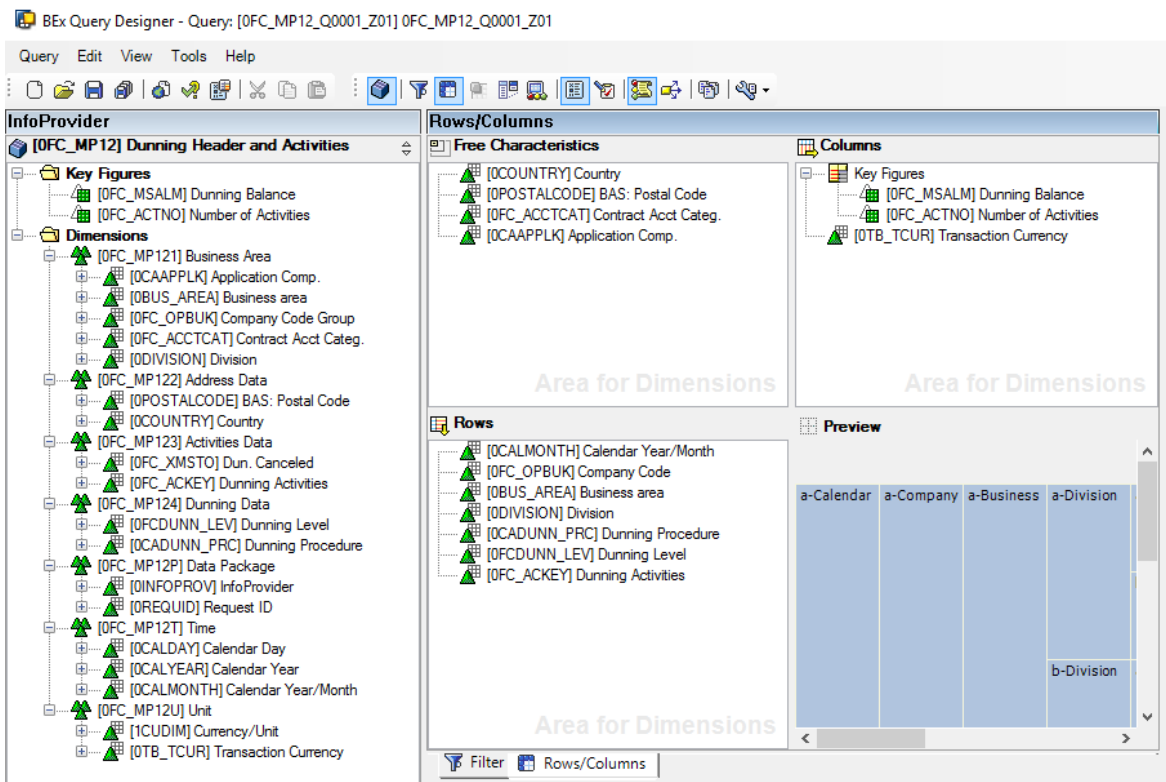 BEx Query Designer - Query: [0FC_MP12_Q0001_Z01] 0FC_MP12_Q0001_Z01
Query Edit View Tools Help
InfoProvider
[0FC_MP12] Dunning Header and Activities
Key Figures
[0FC_MSALM] Dunning Balance
[0FC_ACTNO] Number of Activities
Dimensions
[0FC_MP121] Business Area
[0CAAPPLK] Application Comp.
[0BUS_AREA] Business area
[0FC_OPBUK] Company Code Group
[0FC_ACCTCAT] Contract Acct Categ.
[0DIVISION] Division
[0FC_MP122] Address Data
[0POSTALCODE] BAS: Postal Code
[0COUNTRY] Country
[0FC_MP123] Activities Data
[0FC_XMSTO] Dun. Canceled
[0FC_ACKEY] Dunning Activities
[0FC_MP124] Dunning Data
[0FCDUNN_LEV] Dunning Level
[0CADUNN_PRC] Dunning Procedure
[0FC_MP12P] Data Package
[0INFOPROV] InfoProvider
[0REQUID] Request ID
[0FC_MP12T] Time
[0CALDAY] Calendar Day
[0CALYEAR] Calendar Year
[0CALMONTH] Calendar Year/Month
[0FC_MP12U] Unit
[1CUDIM] Currency/Unit
[0TB_TCUR] Transaction Currency
Rows/Columns
Free Characteristics
[0COUNTRY] Country
[0POSTALCODE] BAS: Postal Code
[0FC_ACCTCAT] Contract Acct Categ.
[0CAAPPLK] Application Comp.
Area for Dimensions
Columns
Key Figures
[0FC_MSALM] Dunning Balance
[0FC_ACTNO] Number of Activities
[0TB_TCUR] Transaction Currency
Area for Dimensions
Rows
[0CALMONTH] Calendar Year/Month
[0FC_OPBUK] Company Code
[0BUS_AREA] Business area
[0DIVISION] Division
[0CADUNN_PRC] Dunning Procedure
[0FCDUNN_LEV] Dunning Level
[0FC_ACKEY] Dunning Activities
Area for Dimensions
Preview
a-Calendar a-Company a-Business a-Division
b-Division
Filter Rows/Columns